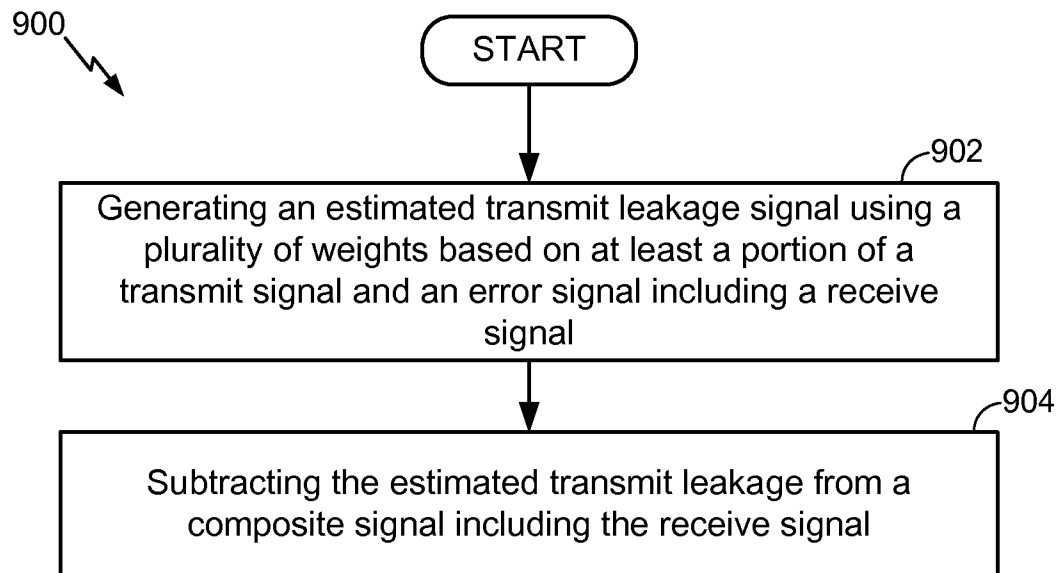 900
START
902
Generating an estimated transmit leakage signal using a
plurality of weights based on at least a portion of a
transmit signal and an error signal including a receive
signal
904
Subtracting the estimated transmit leakage from a
composite signal including the receive signal